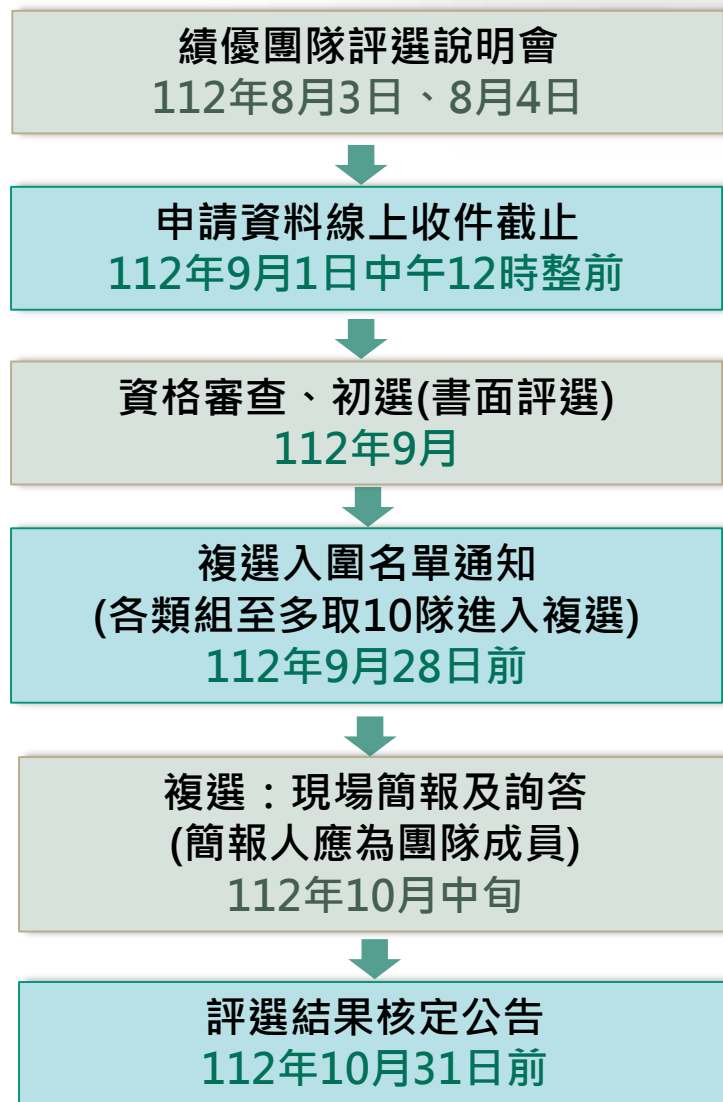 績優團隊評選說明會
112年8月3日、8月4日
申請資料線上收件截止
112年9月1日中午12時整前
資格審查、初選(書面評選)
112年9月
複選入圍名單通知
(各類組至多取10隊進入複選)
112年9月28日前
複選：現場簡報及詢答
(簡報人應為團隊成員)
112年10月中旬
評選結果核定公告
112年10月31日前